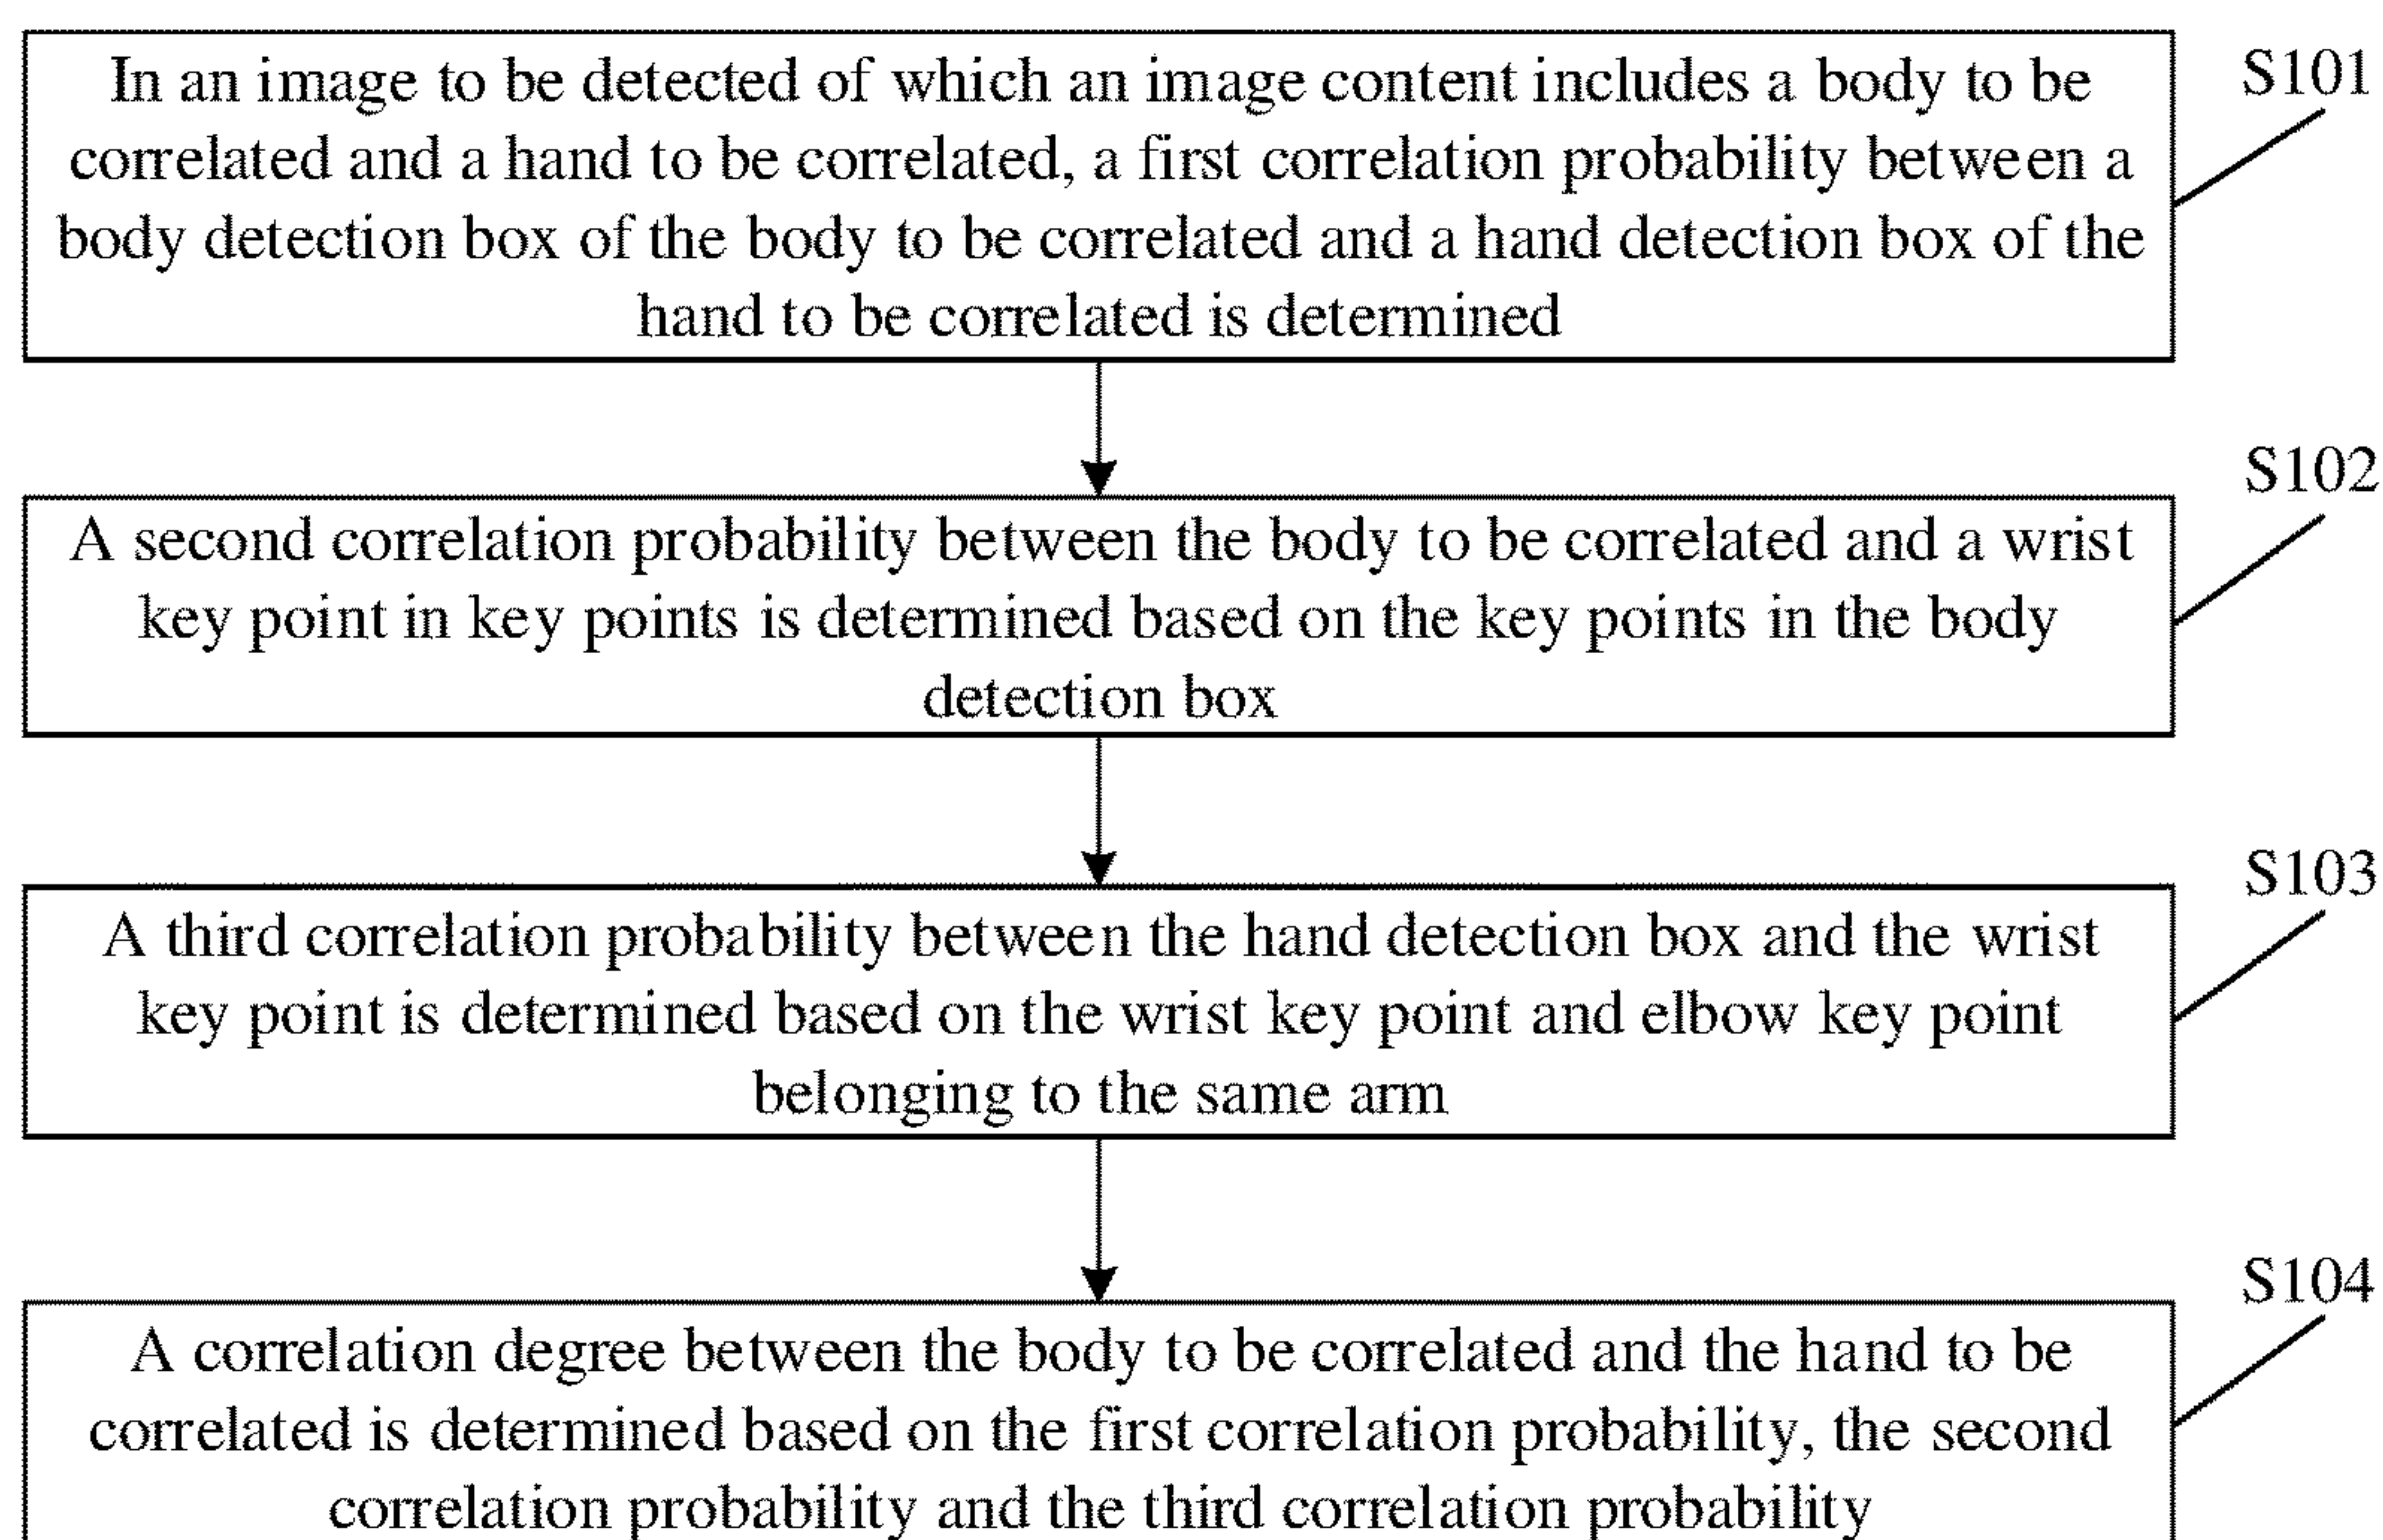 In an image to be detected of which an image content includes a body to be
correlated and a hand to be correlated, a first correlation probability between a
body detection box of the body to be correlated and a hand detection box of the
hand to be correlated is determined
S101
A second correlation probability between the body to be correlated and a wrist
key point in key points is determined based on the key points in the body
detection box
S102
A third correlation probability between the hand detection box and the wrist
key point is determined based on the wrist key point and elbow key point
belonging to the same arm
S103
A correlation degree between the body to be correlated and the hand to be
correlated is determined based on the first correlation probability, the second
correlation probability and the third correlation probability
S104